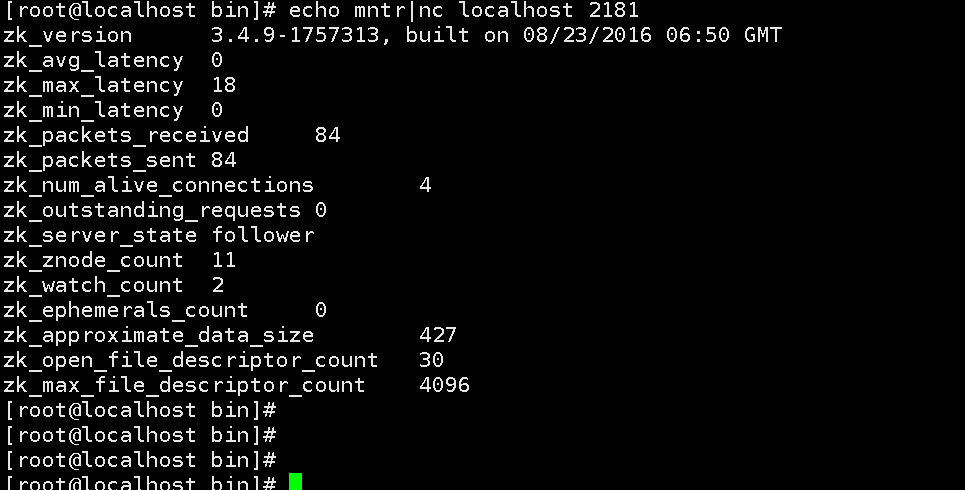 [root@localhost bin]# echo mntr|nc localhost 2181
zk_version 3.4.9-1757313, built on 08/23/2016 06:50 GMT
zk_avg_latency 0
zk_max_latency 18
zk_min_latency 0
zk_packets_received 84
zk_packets_sent 84
zk_num_alive_connections 4
zk_outstanding_requests 0
zk_server_state follower
zk_znode_count 11
zk_watch_count 2
zk_ephemerals_count 0
zk_approximate_data_size 427
zk_open_file_descriptor_count 30
zk_max_file_descriptor_count 4096
[root@localhost bin]#
[root@localhost bin]#
[root@localhost bin]#
[root@localhost bin]#